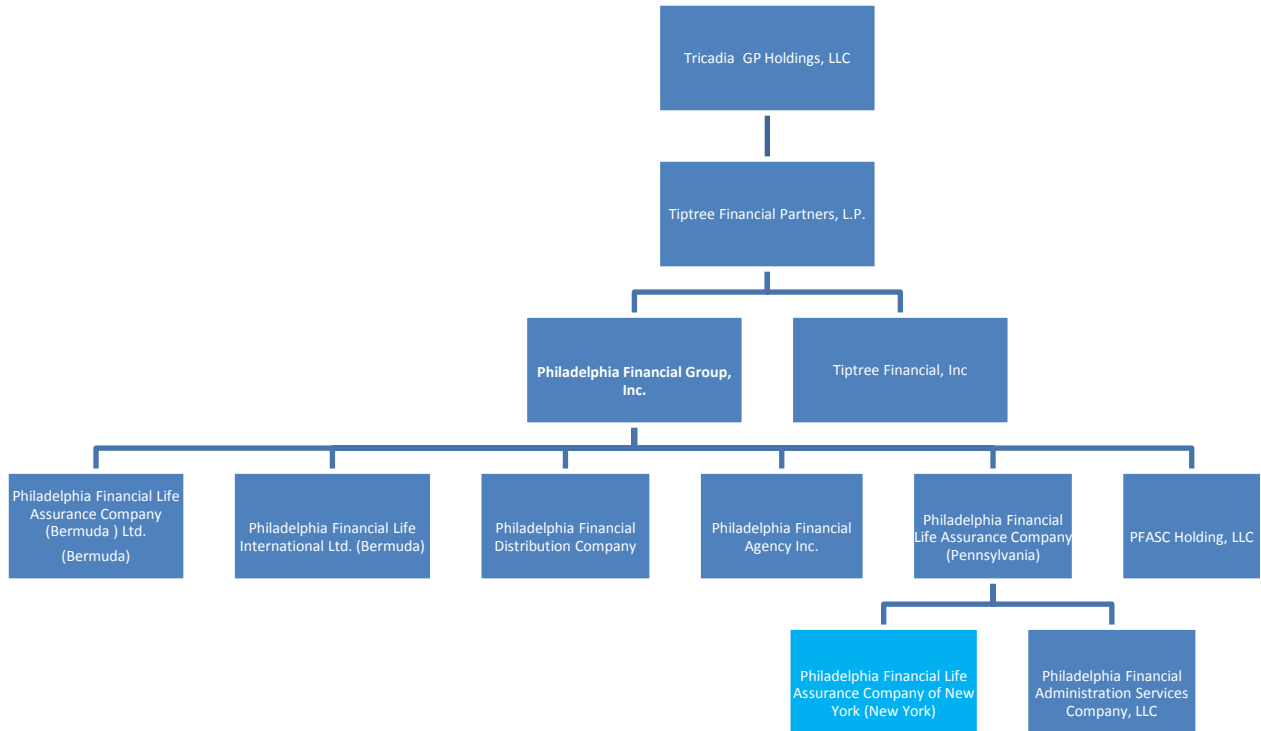 Tricadia  GP Holdings, LLC
Tiptree Financial Partners, L.P.
Philadelphia Financial Group,
Inc.
Tiptree Financial, Inc
Philadelphia Financial Life
Assurance Company
(Bermuda ) Ltd.
(Bermuda)
Philadelphia Financial Life
International Ltd. (Bermuda)
Philadelphia Financial
Distribution Company
Philadelphia Financial
Agency Inc.
Philadelphia Financial
Life Assurance Company
(Pennsylvania)
PFASC Holding, LLC
Philadelphia Financial Life
Assurance Company of New
York (New York)
Philadelphia Financial
Administration Services
Company, LLC